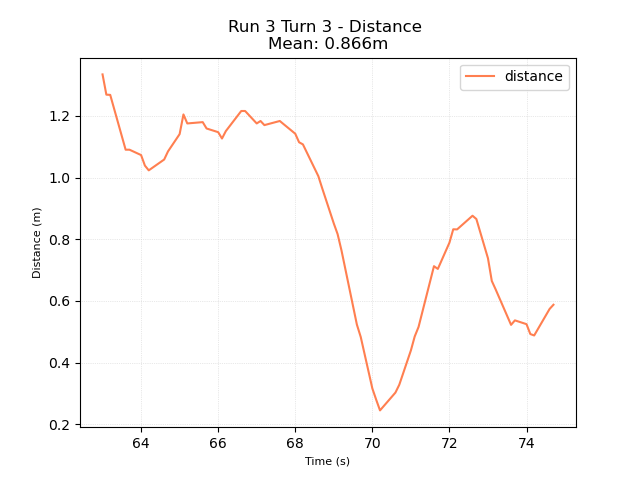 Run 3 Turn 3 - Distance
Mean: 0.866m
distance
Distance (m)
1.2
1.0
0.8
0.6
0.4
0.2
64 66 68 70 72 74
Time (s)